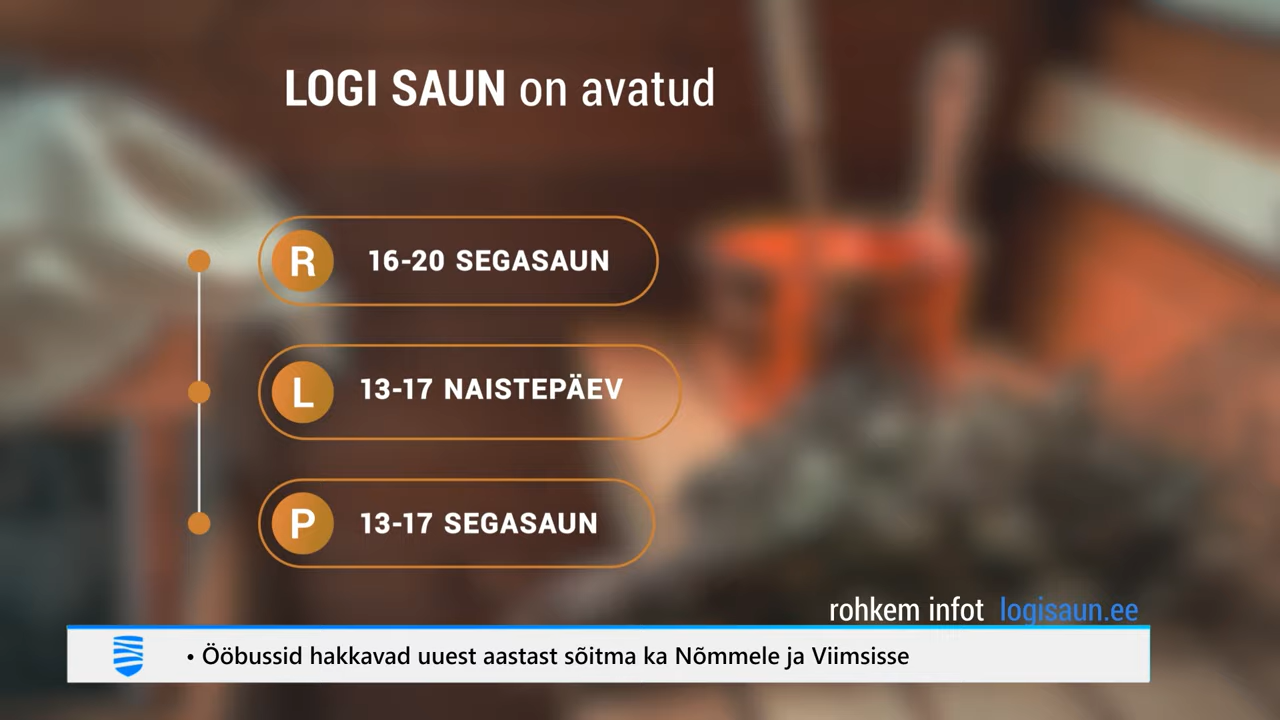 LOGI SAUN on avatud
R 16-20 SEGASAUN
L 13-17 NAISTEPÄEV
P 13-17 SEGASAUN
rohkem infot logisaun.ee
• Ööbussid hakkavad uuest aastast sõitma ka Nõmmele ja Viimsisse